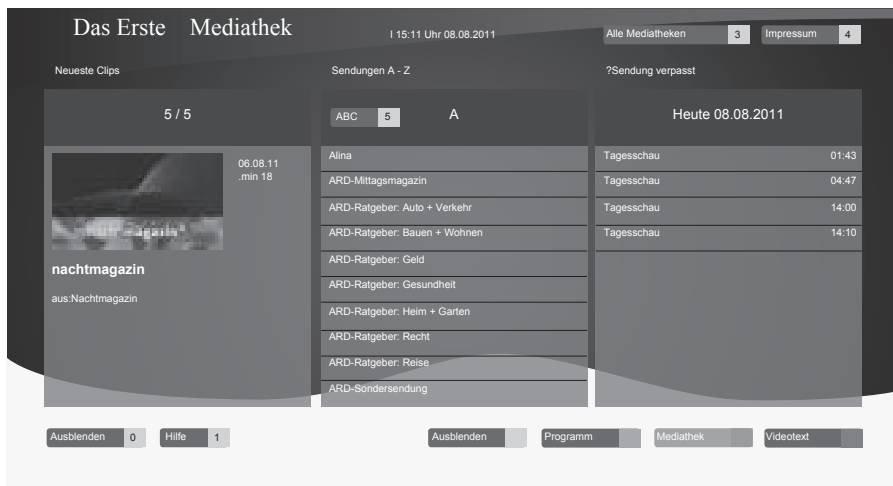 Das Erste Mediathek
I 15:11 Uhr 08.08.2011
Alle Mediatheken 3
Impressum 4
Neueste Clips
Sendungen A - Z
?Sendung verpasst
5 / 5
ABC 5
A
Heute 08.08.2011
06.08.11
.min 18
nachtmagazin
aus:Nachtmagazin
Alina
ARD-Mittagsmagazin
ARD-Ratgeber: Auto + Verkehr
ARD-Ratgeber: Bauen + Wohnen
ARD-Ratgeber: Geld
ARD-Ratgeber: Gesundheit
ARD-Ratgeber: Heim + Garten
ARD-Ratgeber: Recht
ARD-Ratgeber: Reise
ARD-Sondersendung
Tagesschau 01:43
Tagesschau 04:47
Tagesschau 14:00
Tagesschau 14:10
Ausblenden 0
Hilfe 1
Ausblenden
Programm
Mediathek
Videotext